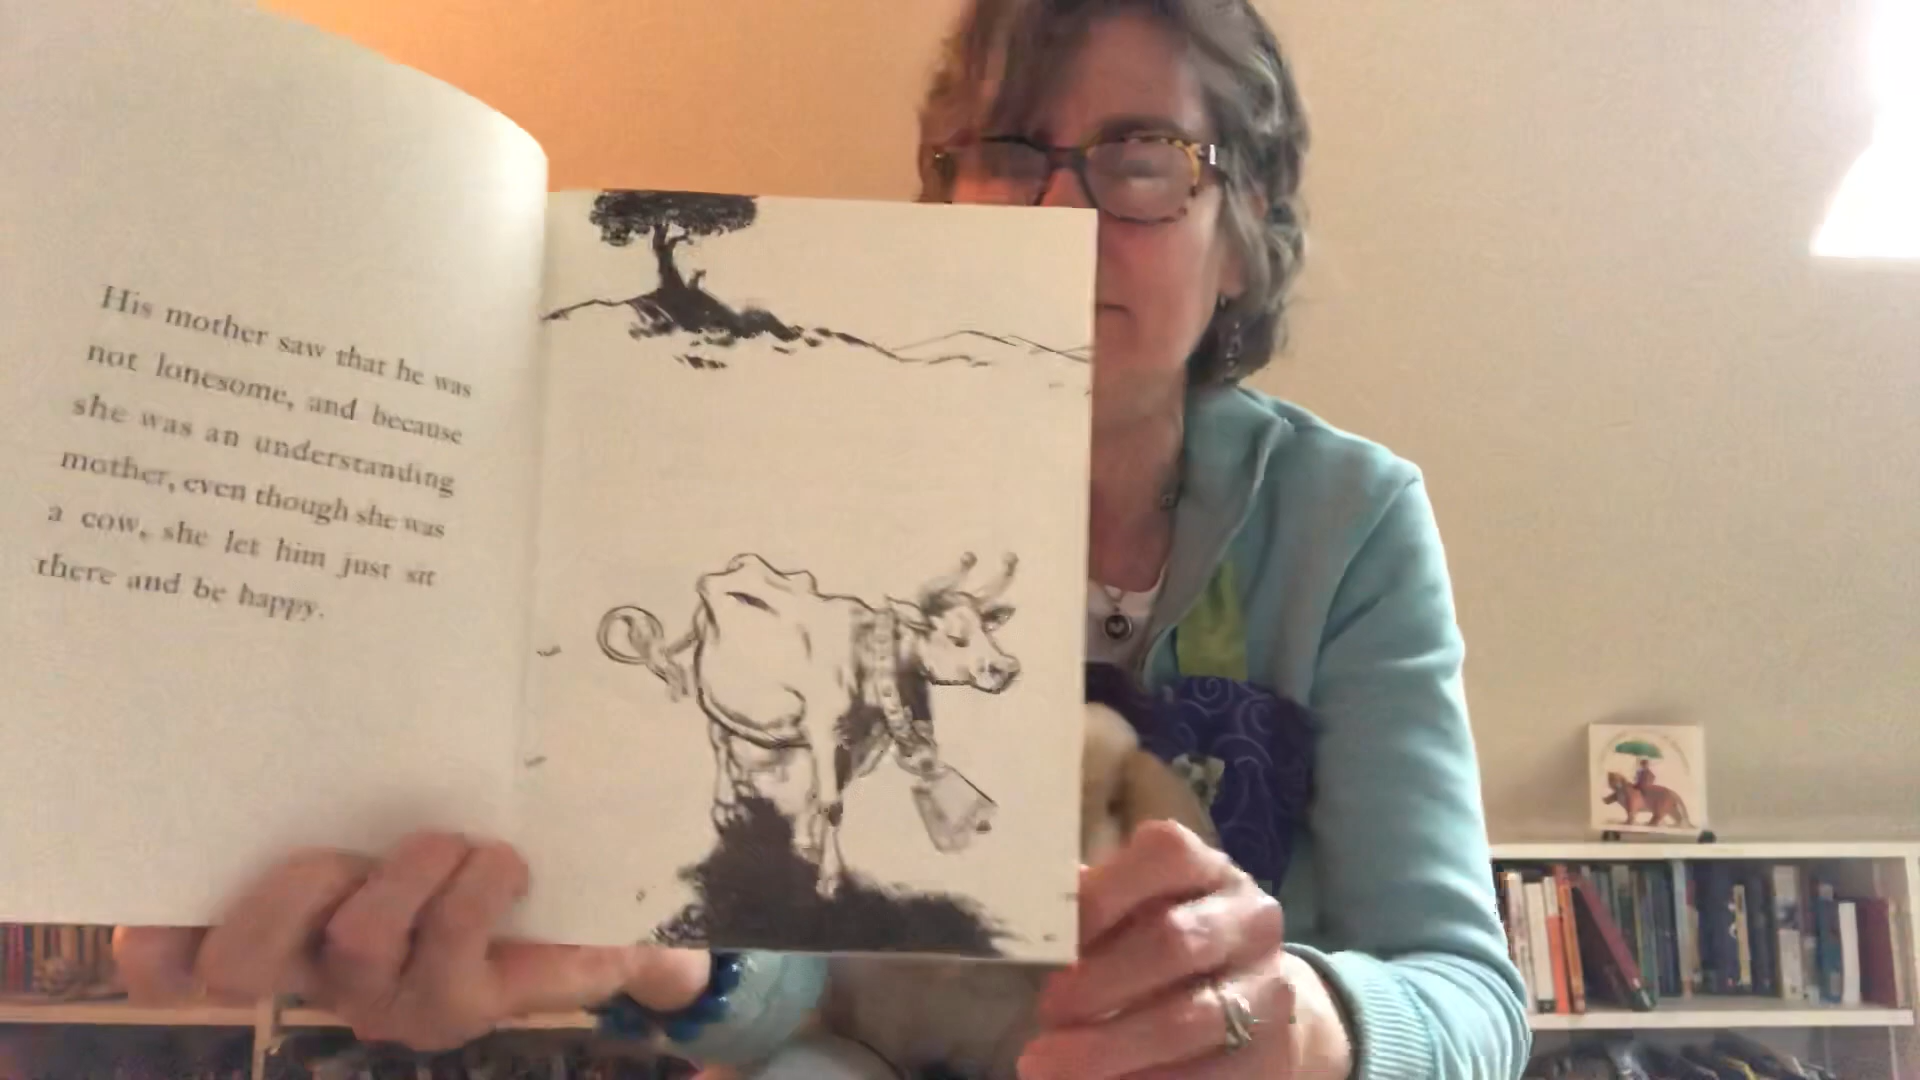 His mother saw that he was
not lonesome, and because
she was an understanding
mother, even though she was
a cow, she let him just sit
there and be happy.